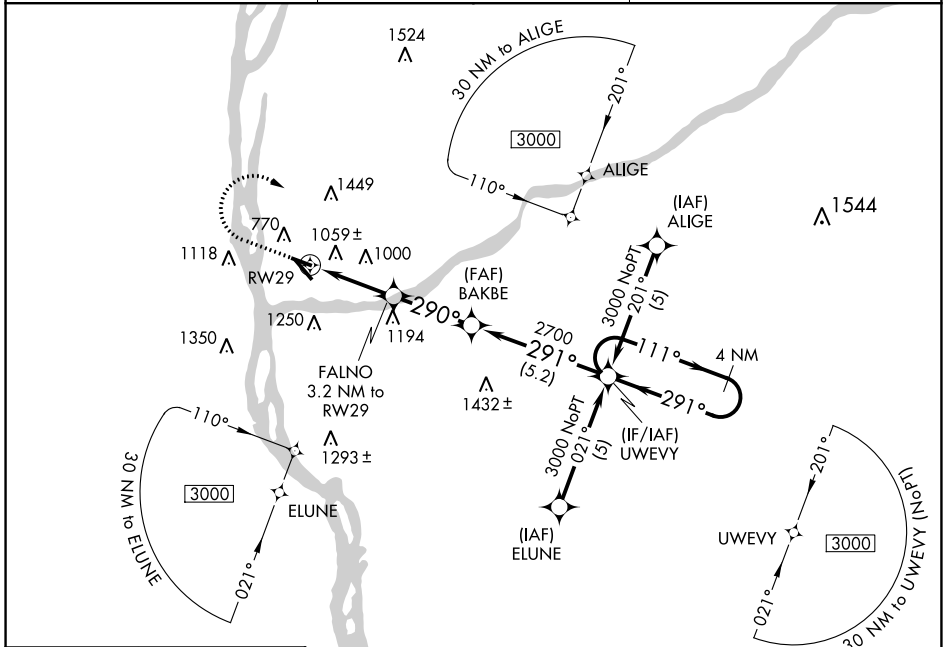 1524
30 NM to ALIGE
201°
3000
110°
ALIGE
1449
770
1059±
1000
1118
RW29
(IAF)
ALIGE
1544
(FAF)
BAKBE
3000 NoPT
201°
(5)
290°
1250
1194
1350
2700
291°
(5.2)
111°
4 NM
291°
FALNO
3.2 NM to
RW29
1432±
(IF/IAF)
UWEVY
3000 NoPT
021°
(5)
110°
1293±
30 NM to ELUNE
3000
ELUNE
021°
(IAF)
ELUNE
201°
UWEVY
3000
021°
30 NM to UWEVY (NoPT)